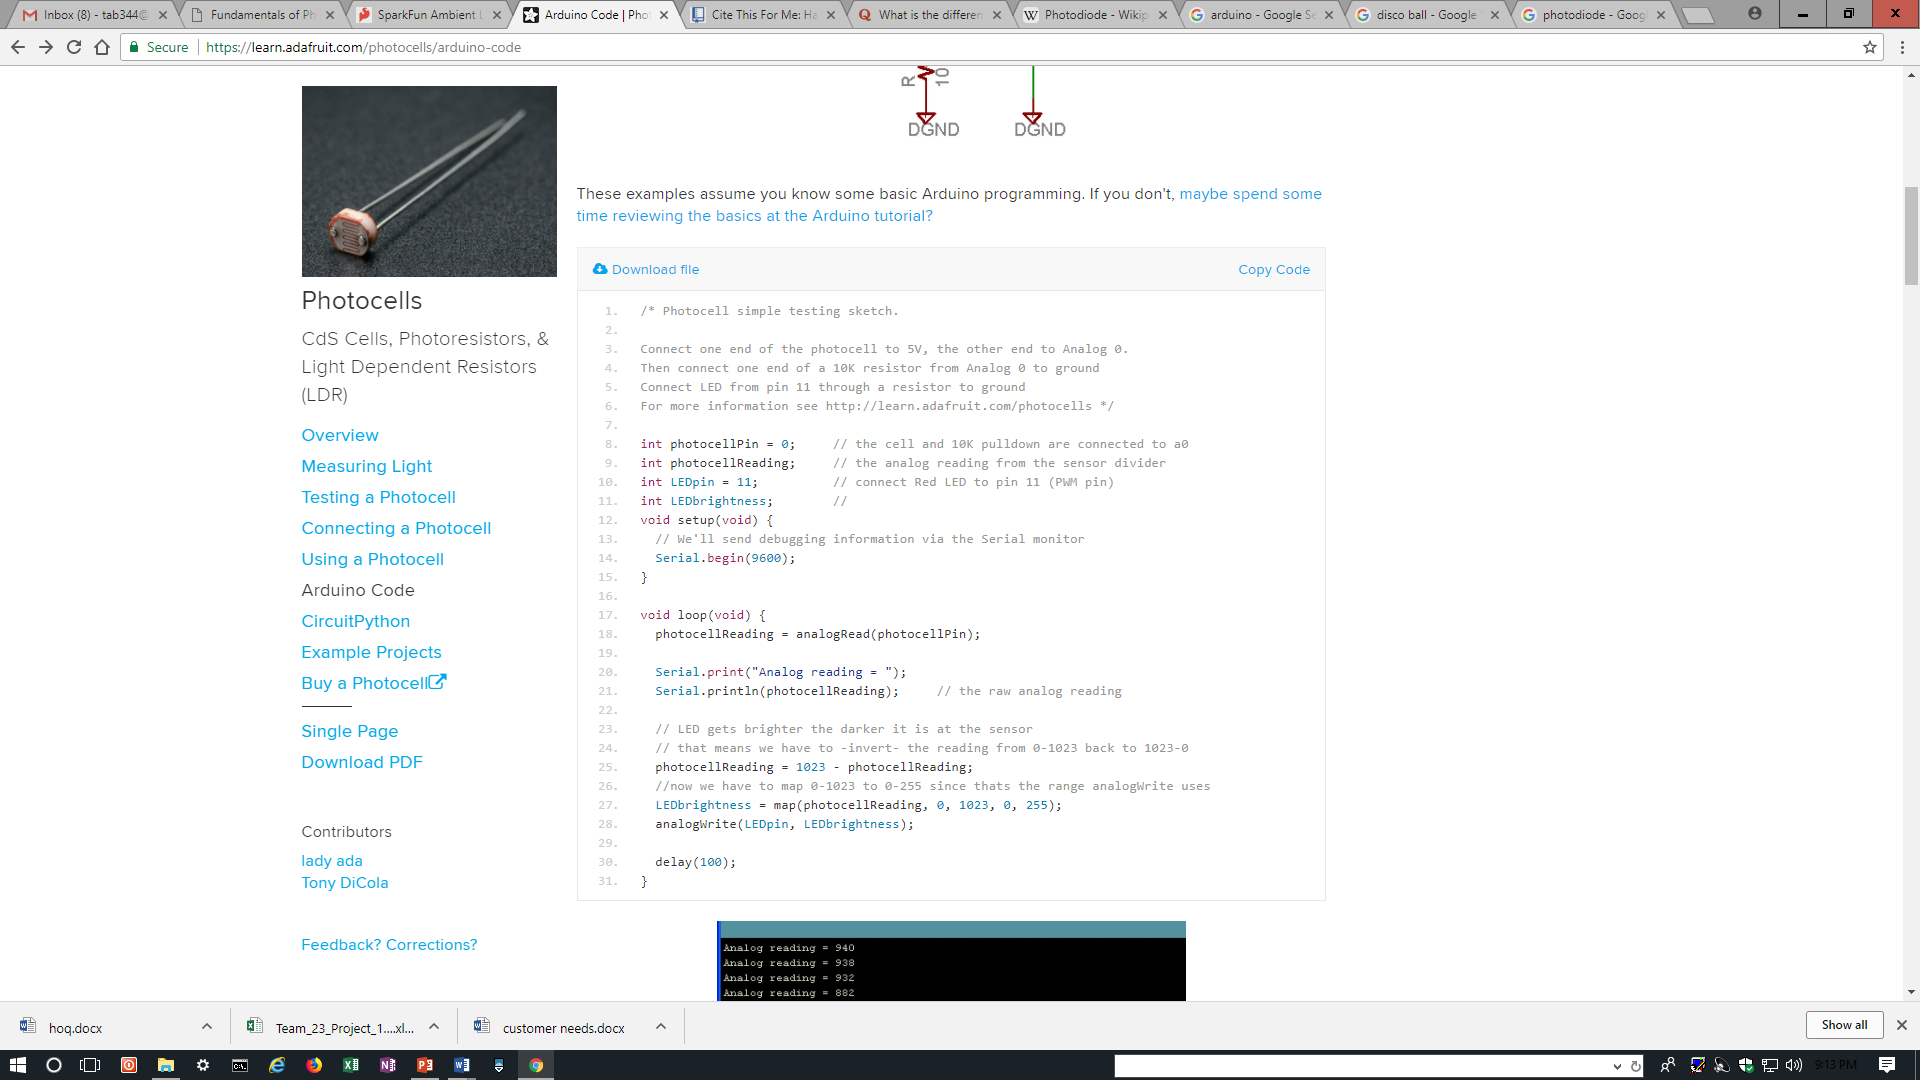 Inbox (8) - tab344@
Fundamentals of Ph
SparkFun Ambient L
Arduino Code | Phot
Cite This For Me: Ha
What is the differen
Photodiode - Wikip
arduino - Google Se
disco ball - Google
photodiode - Goog
Secure
https://learn.adafruit.com/photocells/arduino-code
R
10
DGND
DGND
Photocells
CdS Cells, Photoresistors, &
Light Dependent Resistors
(LDR)
Overview
Measuring Light
Testing a Photocell
Connecting a Photocell
Using a Photocell
Arduino Code
CircuitPython
Example Projects
Buy a Photocell
Single Page
Download PDF
Contributors
lady ada
Tony DiCola
Feedback? Corrections?
These examples assume you know some basic Arduino programming. If you don't, maybe spend some
time reviewing the basics at the Arduino tutorial?
Download file
Copy Code
1. /* Photocell simple testing sketch.
2.
3. Connect one end of the photocell to 5V, the other end to Analog 0.
4. Then connect one end of a 10K resistor from Analog 0 to ground
5. Connect LED from pin 11 through a resistor to ground
6. For more information see http://learn.adafruit.com/photocells */
7.
8. int photocellPin = 0; // the cell and 10K pulldown are connected to a0
9. int photocellReading; // the analog reading from the sensor divider
10. int LEDpin = 11; // connect Red LED to pin 11 (PWM pin)
11. int LEDbrightness; //
12. void setup(void) {
13. // We'll send debugging information via the Serial monitor
14. Serial.begin(9600);
15. }
16.
17. void loop(void) {
18. photocellReading = analogRead(photocellPin);
19.
20. Serial.print("Analog reading = ");
21. Serial.println(photocellReading); // the raw analog reading
22.
23. // LED gets brighter the darker it is at the sensor
24. // that means we have to -invert- the reading from 0-1023 back to 1023-0
25. photocellReading = 1023 - photocellReading;
26. //now we have to map 0-1023 to 0-255 since thats the range analogWrite uses
27. LEDbrightness = map(photocellReading, 0, 1023, 0, 255);
28. analogWrite(LEDpin, LEDbrightness);
29.
30. delay(100);
31. }
Analog reading = 940
Analog reading = 938
Analog reading = 932
Analog reading = 882
hoq.docx
Team_23_Project_1....xl...
customer needs.docx
Show all
9:13 PM